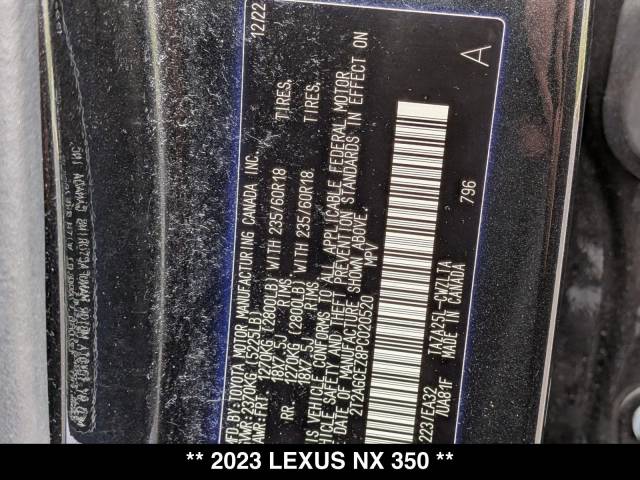 MFD.BY:TOYOTA MOTOR MANUFACTURING CANADA INC. 12/22
GVWR 2370KG (5225LB)
GAWR-FRT 1270KG (2800LB) WITH 235/60R18 TIRES,
18X7.5J RIMS
RR 1270KG (2800LB) WITH 235/60R18 TIRES,
18X7.5J RIMS
THIS VEHICLE CONFORMS TO ALL APPLICABLE FEDERAL MOTOR
VEHICLE SAFETY AND THEFT PREVENTION STANDARDS IN EFFECT ON
THE DATE OF MANUFACTURE SHOWN ABOVE.
2T2AGCEZ8PC020520 MPV A
223/EA32 796
UA81F MADE IN CANADA
** 2023 LEXUS NX 350 **